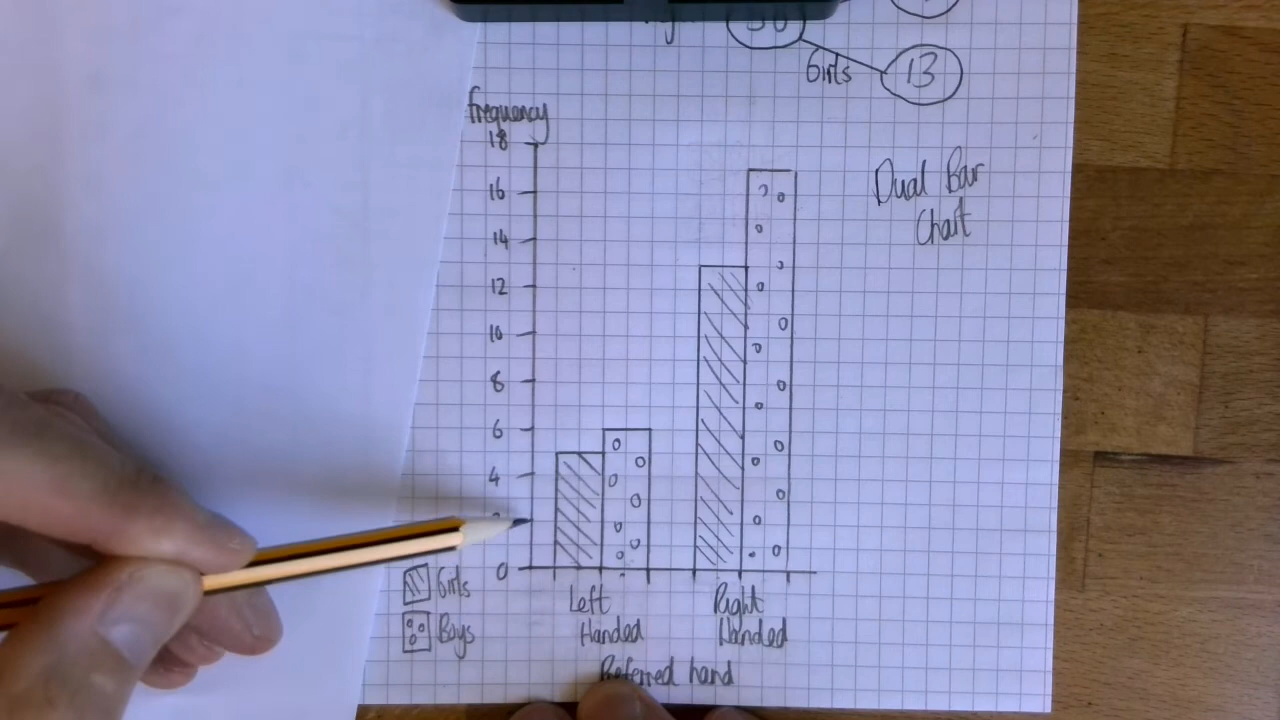 30
Girls 13
frequency
18
16
14
12
10
8
6
4
0
Dual Bar
Chart
Girls
Boys
Left
Handed
Right
Handed
Preferred hand